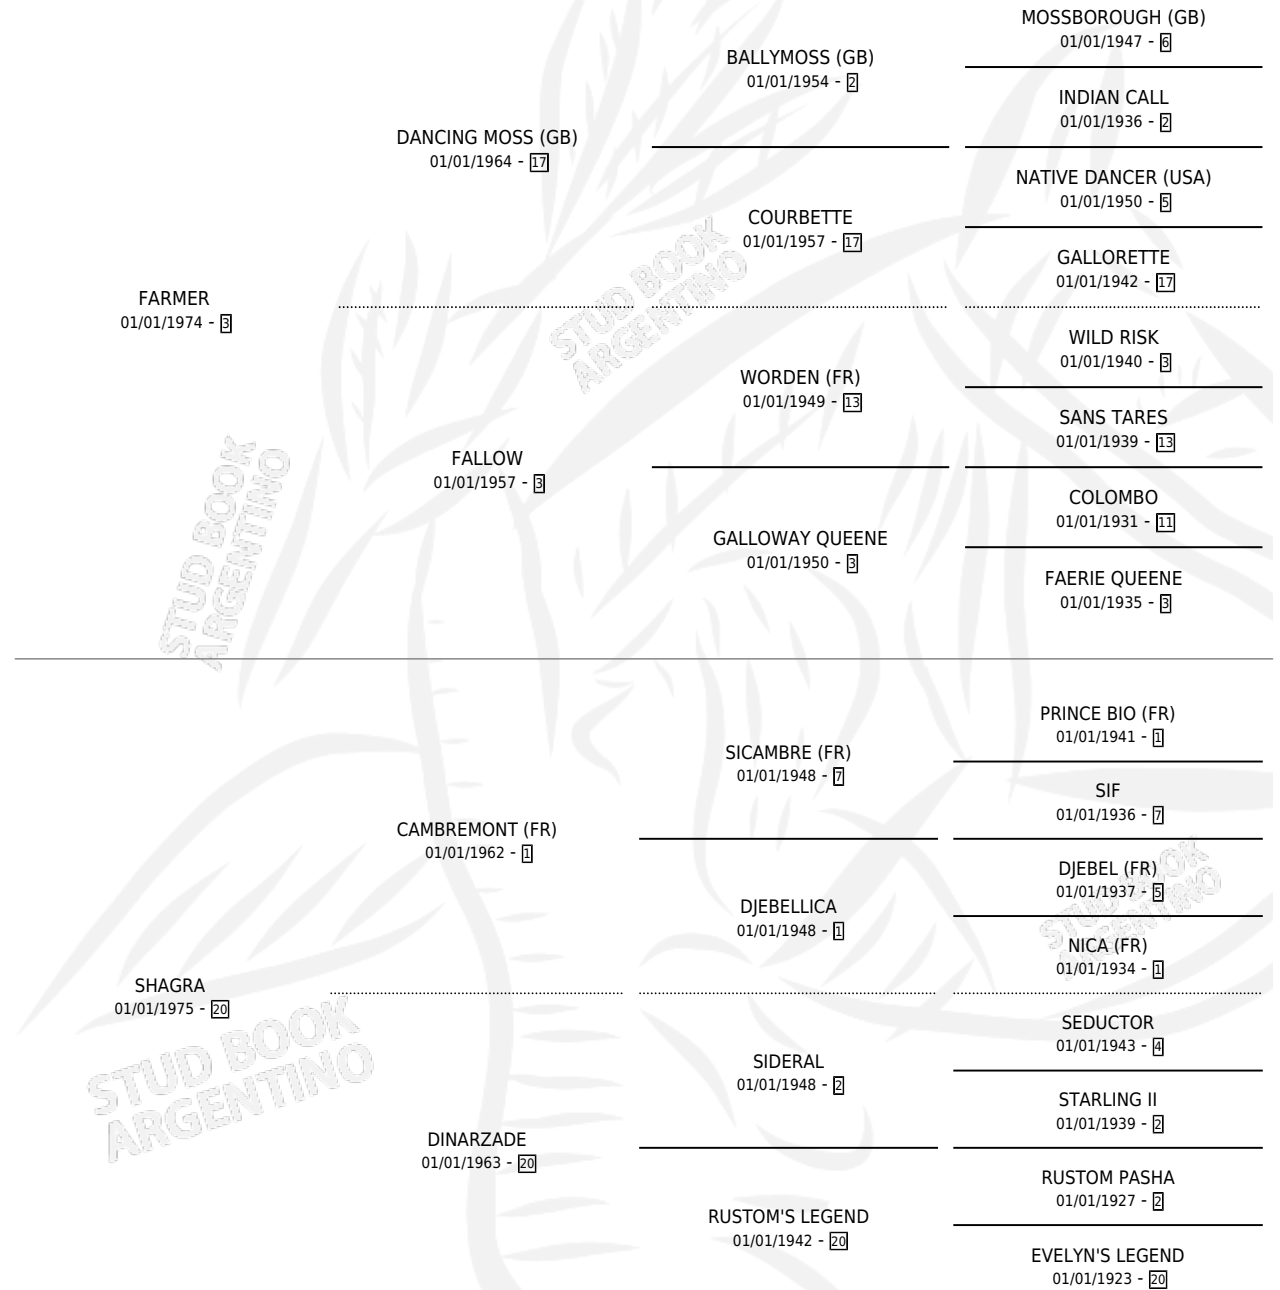 MOSSBOROUGH (GB)
01/01/1947 - 6
BALLYMOSS (GB)
01/01/1954 - 2
INDIAN CALL
01/01/1936 - 2
DANCING MOSS (GB)
01/01/1964 - 17
NATIVE DANCER (USA)
01/01/1950 - 5
COURBETTE
01/01/1957 - 17
GALLORETTE
01/01/1942 - 17
FARMER
01/01/1974 - 3
WILD RISK
01/01/1940 - 3
WORDEN (FR)
01/01/1949 - 13
SANS TARES
01/01/1939 - 13
FALLOW
01/01/1957 - 3
COLOMBO
01/01/1931 - 11
GALLOWAY QUEENE
01/01/1950 - 3
FAERIE QUEENE
01/01/1935 - 3
STUD BOOK
ARGENTINO
STUD BOOK
ARGENTINO
PRINCE BIO (FR)
01/01/1941 - 1
SICAMBRE (FR)
01/01/1948 - 7
SIF
01/01/1936 - 7
CAMBREMONT (FR)
01/01/1962 - 1
DJEBEL (FR)
01/01/1937 - 5
DJEBELLICA
01/01/1948 - 1
NICA (FR)
01/01/1934 - 1
SHAGRA
01/01/1975 - 20
SEDUCTOR
01/01/1943 - 4
SIDERAL
01/01/1948 - 2
STARLING II
01/01/1939 - 2
DINARZADE
01/01/1963 - 20
RUSTOM PASHA
01/01/1927 - 2
RUSTOM'S LEGEND
01/01/1942 - 20
EVELYN'S LEGEND
01/01/1923 - 20
STUD BOOK
ARGENTINO
STUD BOOK
ARGENTINO